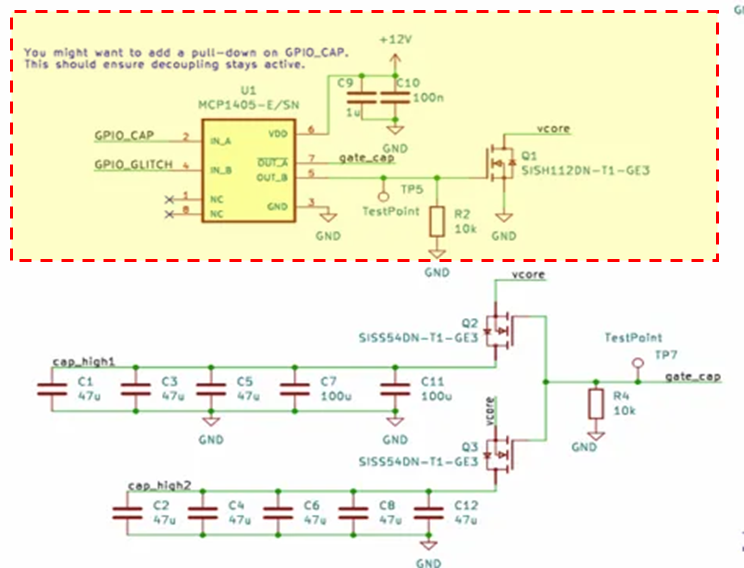 You might want to add a pull-down on GPIO_CAP.
This should ensure decoupling stays active.
+12V
C9
1u
C10
100n
GND
U1
MCP1405-E/SN
GPIO_CAP
2
IN_A
VDD
6
GPIO_GLITCH
4
IN_B
OUT_A
7
gate_cap
OUT_B
5
1
NC
8
NC
GND
3
GND
TP5
TestPoint
R2
10k
GND
vcore
Q1
SISH112DN-T1-GE3
GND
vcore
Q2
SISS54DN-T1-GE3
cap_high1
C1
47u
C3
47u
C5
47u
C7
100u
C11
100u
GND
GND
TestPoint
TP7
gate_cap
R4
10k
GND
vcore
Q3
SISS54DN-T1-GE3
cap_high2
C2
47u
C4
47u
C6
47u
C8
47u
C12
47u
GND